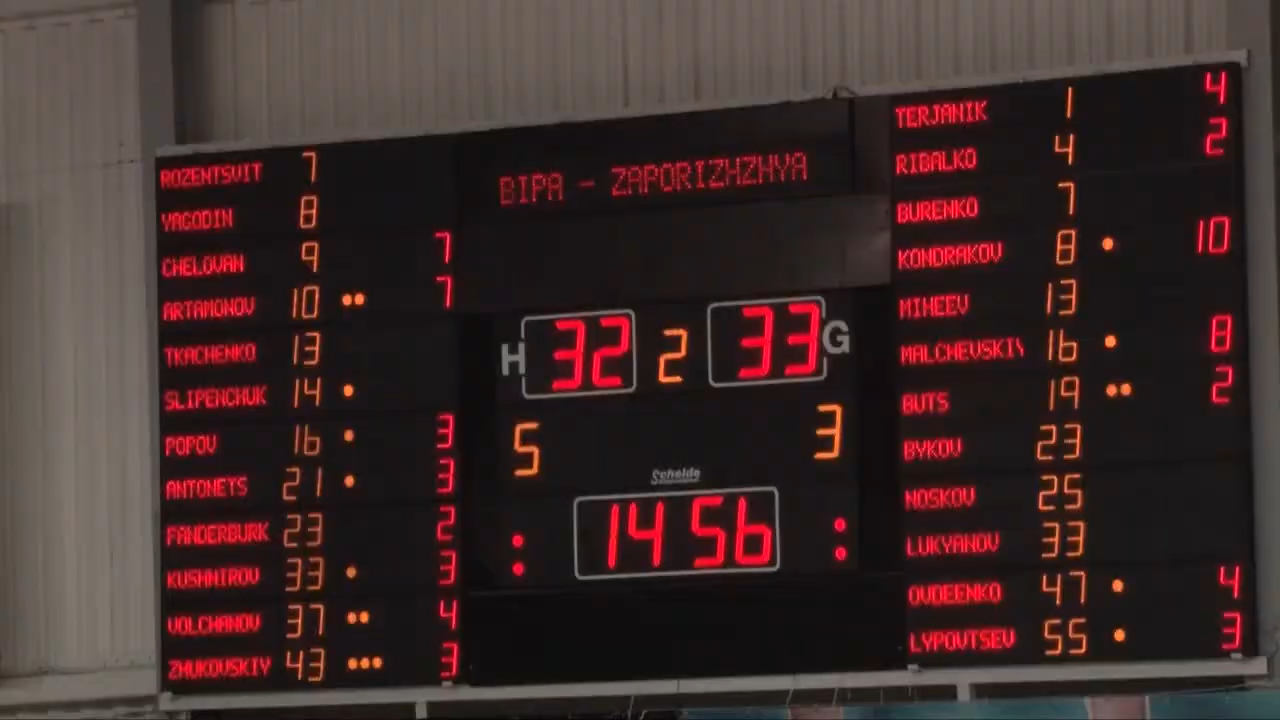 BIPA - ZAPORIZHZHYA
ROZENTSVIT 7
YAGODIN 8
CHELOVAN 9 7
ARTAMONOV 10 7
TKACHENKO 13
SLIPENCHUK 14
POPOV 16 3
ANTONETS 21 3
FANDERBURK 23 2
KUSHNIROV 33 3
VOLCHANOV 37 4
ZHUKOVSKIY 43 3
H 32 2 33 G
5 3
Schelde
14 56
TERJANIK 1 4
RIBALKO 4 2
BURENKO 7
KONDRAKOV 8 10
MIHEEV 13
MALCHEVSKIY 16 8
BUTS 19 2
BYKOV 23
NOSKOV 25
LUKYANOV 33
OVDEENKO 47 4
LYPOVTSEV 55 3